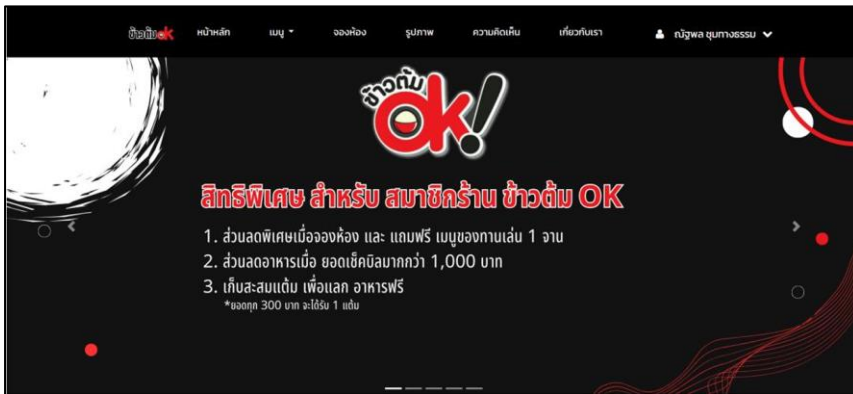 ข้าวต้มok หน้าหลัก เมนู จองห้อง รูปภาพ ความคิดเห็น เกี่ยวกับเรา ณัฐพล ชุมทางธรรม
ข้าวต้ม
ok!
สิทธิพิเศษ สำหรับ สมาชิกร้าน ข้าวต้ม OK
1. ส่วนลดพิเศษเมื่อจองห้อง และ แถมฟรี เมนูของทานเล่น 1 จาน
2. ส่วนลดอาหารเมื่อ ยอดเช็คบิลมากกว่า 1,000 บาท
3. เก็บสะสมแต้ม เพื่อแลก อาหารฟรี
*ยอดทุก 300 บาท จะได้รับ 1 แต้ม